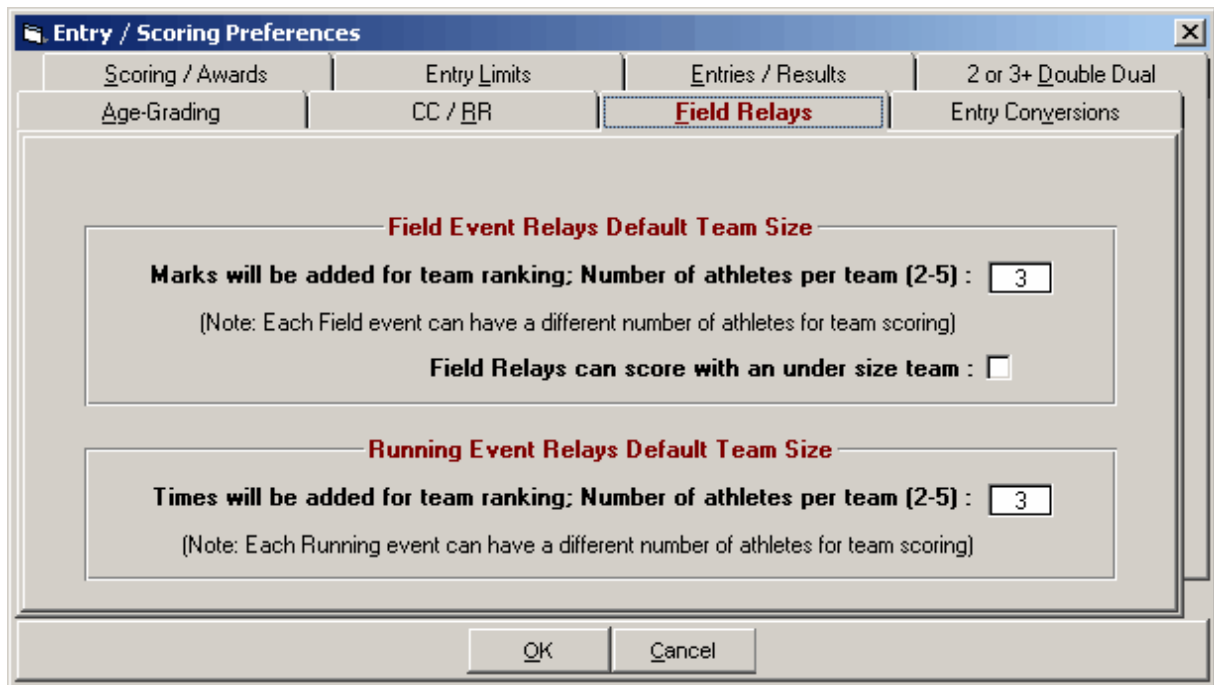 Entry / Scoring Preferences
Scoring / Awards
Entry Limits
Entries / Results
2 or 3+ Double Dual
Age-Grading
CC / RR
Field Relays
Entry Conversions
Field Event Relays Default Team Size
Marks will be added for team ranking; Number of athletes per team (2-5) : 3
(Note: Each Field event can have a different number of athletes for team scoring)
Field Relays can score with an under size team :
Running Event Relays Default Team Size
Times will be added for team ranking; Number of athletes per team (2-5) : 3
(Note: Each Running event can have a different number of athletes for team scoring)
OK
Cancel